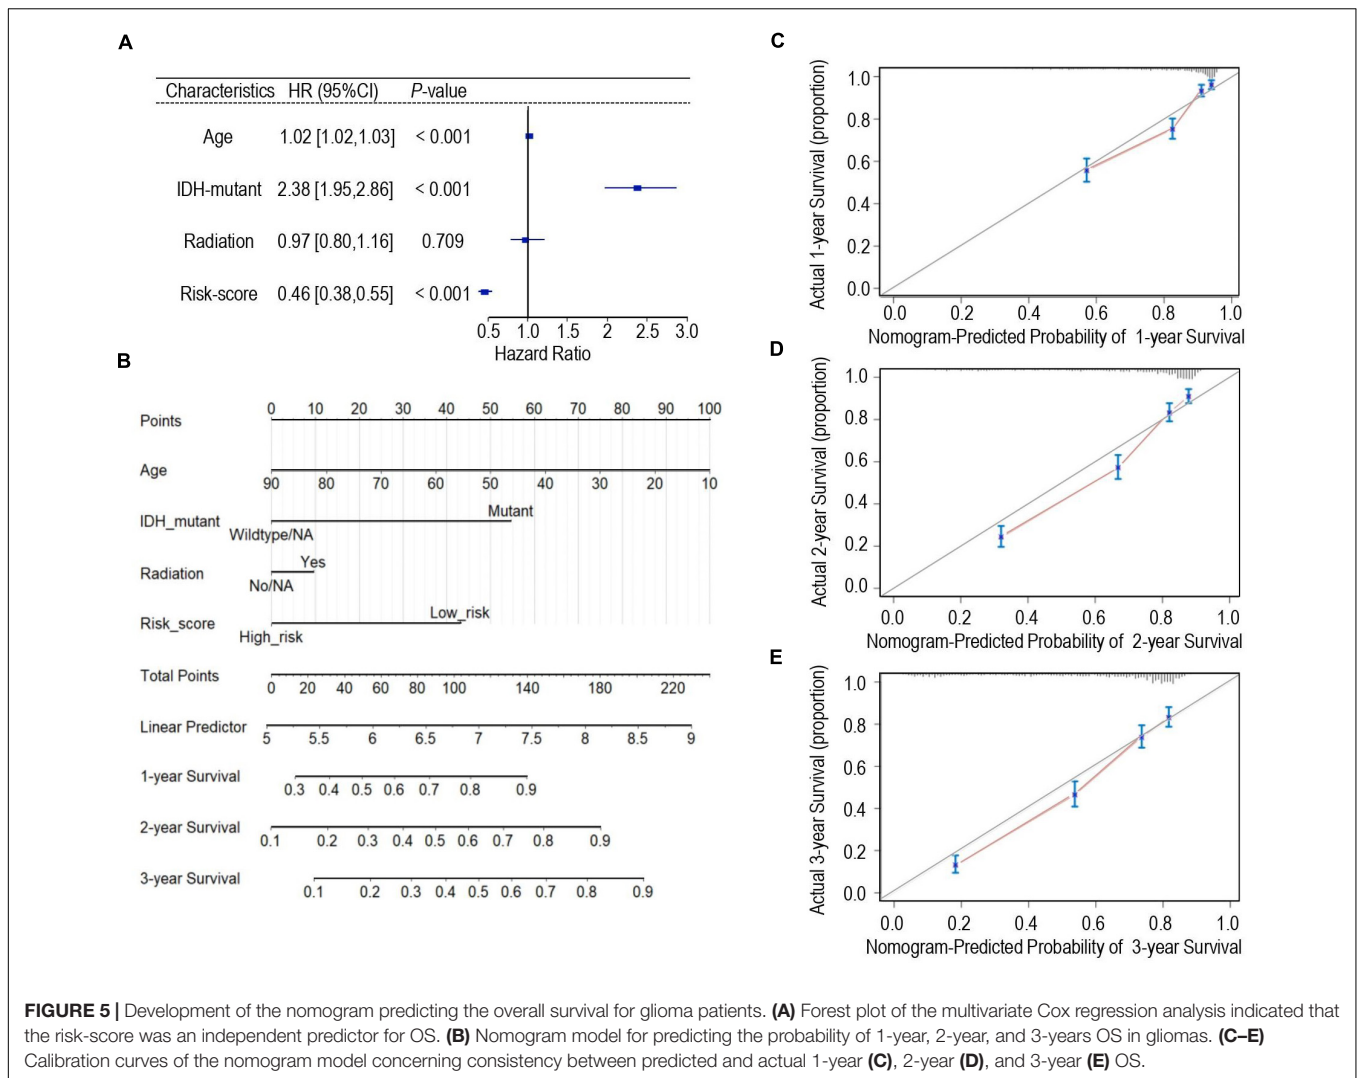 A
Characteristics HR (95%CI) P-value
Age 1.02 [1.02,1.03] < 0.001
IDH-mutant 2.38 [1.95,2.86] < 0.001
Radiation 0.97 [0.80,1.16] 0.709
Risk-score 0.46 [0.38,0.55] < 0.001
0.5 1.0 1.5 2 2.5 3.0
Hazard Ratio
B
0 10 20 30 40 50 60 70 80 90 100
Points
Age
90 80 70 60 50 40 30 20 10
Mutant
IDH_mutant
Wildtype/NA
Yes
Radiation
No/NA
Low_risk
Risk_score
High_risk
Total Points
0 20 40 60 80 100 140 180 220
Linear Predictor
5 5.5 6 6.5 7 7.5 8 8.5 9
1-year Survival
0.3 0.4 0.5 0.6 0.7 0.8 0.9
2-year Survival
0.1 0.2 0.3 0.4 0.5 0.6 0.7 0.8 0.9
3-year Survival
0.1 0.2 0.3 0.4 0.5 0.6 0.7 0.8 0.9
C
Actual 1-year Survival (proportion)
1.0
0.8
0.6
0.4
0.2
0.0
0.0 0.2 0.4 0.6 0.8 1.0
Nomogram-Predicted Probability of 1-year Survival
D
Actual 2-year Survival (proportion)
1.0
0.8
0.6
0.4
0.2
0.0
0.0 0.2 0.4 0.6 0.8 1.0
Nomogram-Predicted Probability of 2-year Survival
E
Actual 3-year Survival (proportion)
1.0
0.8
0.6
0.4
0.2
0.0
0.0 0.2 0.4 0.6 0.8 1.0
Nomogram-Predicted Probability of 3-year Survival
FIGURE 5 | Development of the nomogram predicting the overall survival for glioma patients. (A) Forest plot of the multivariate Cox regression analysis indicated that
the risk-score was an independent predictor for OS. (B) Nomogram model for predicting the probability of 1-year, 2-year, and 3-years OS in gliomas. (C–E)
Calibration curves of the nomogram model concerning consistency between predicted and actual 1-year (C), 2-year (D), and 3-year (E) OS.